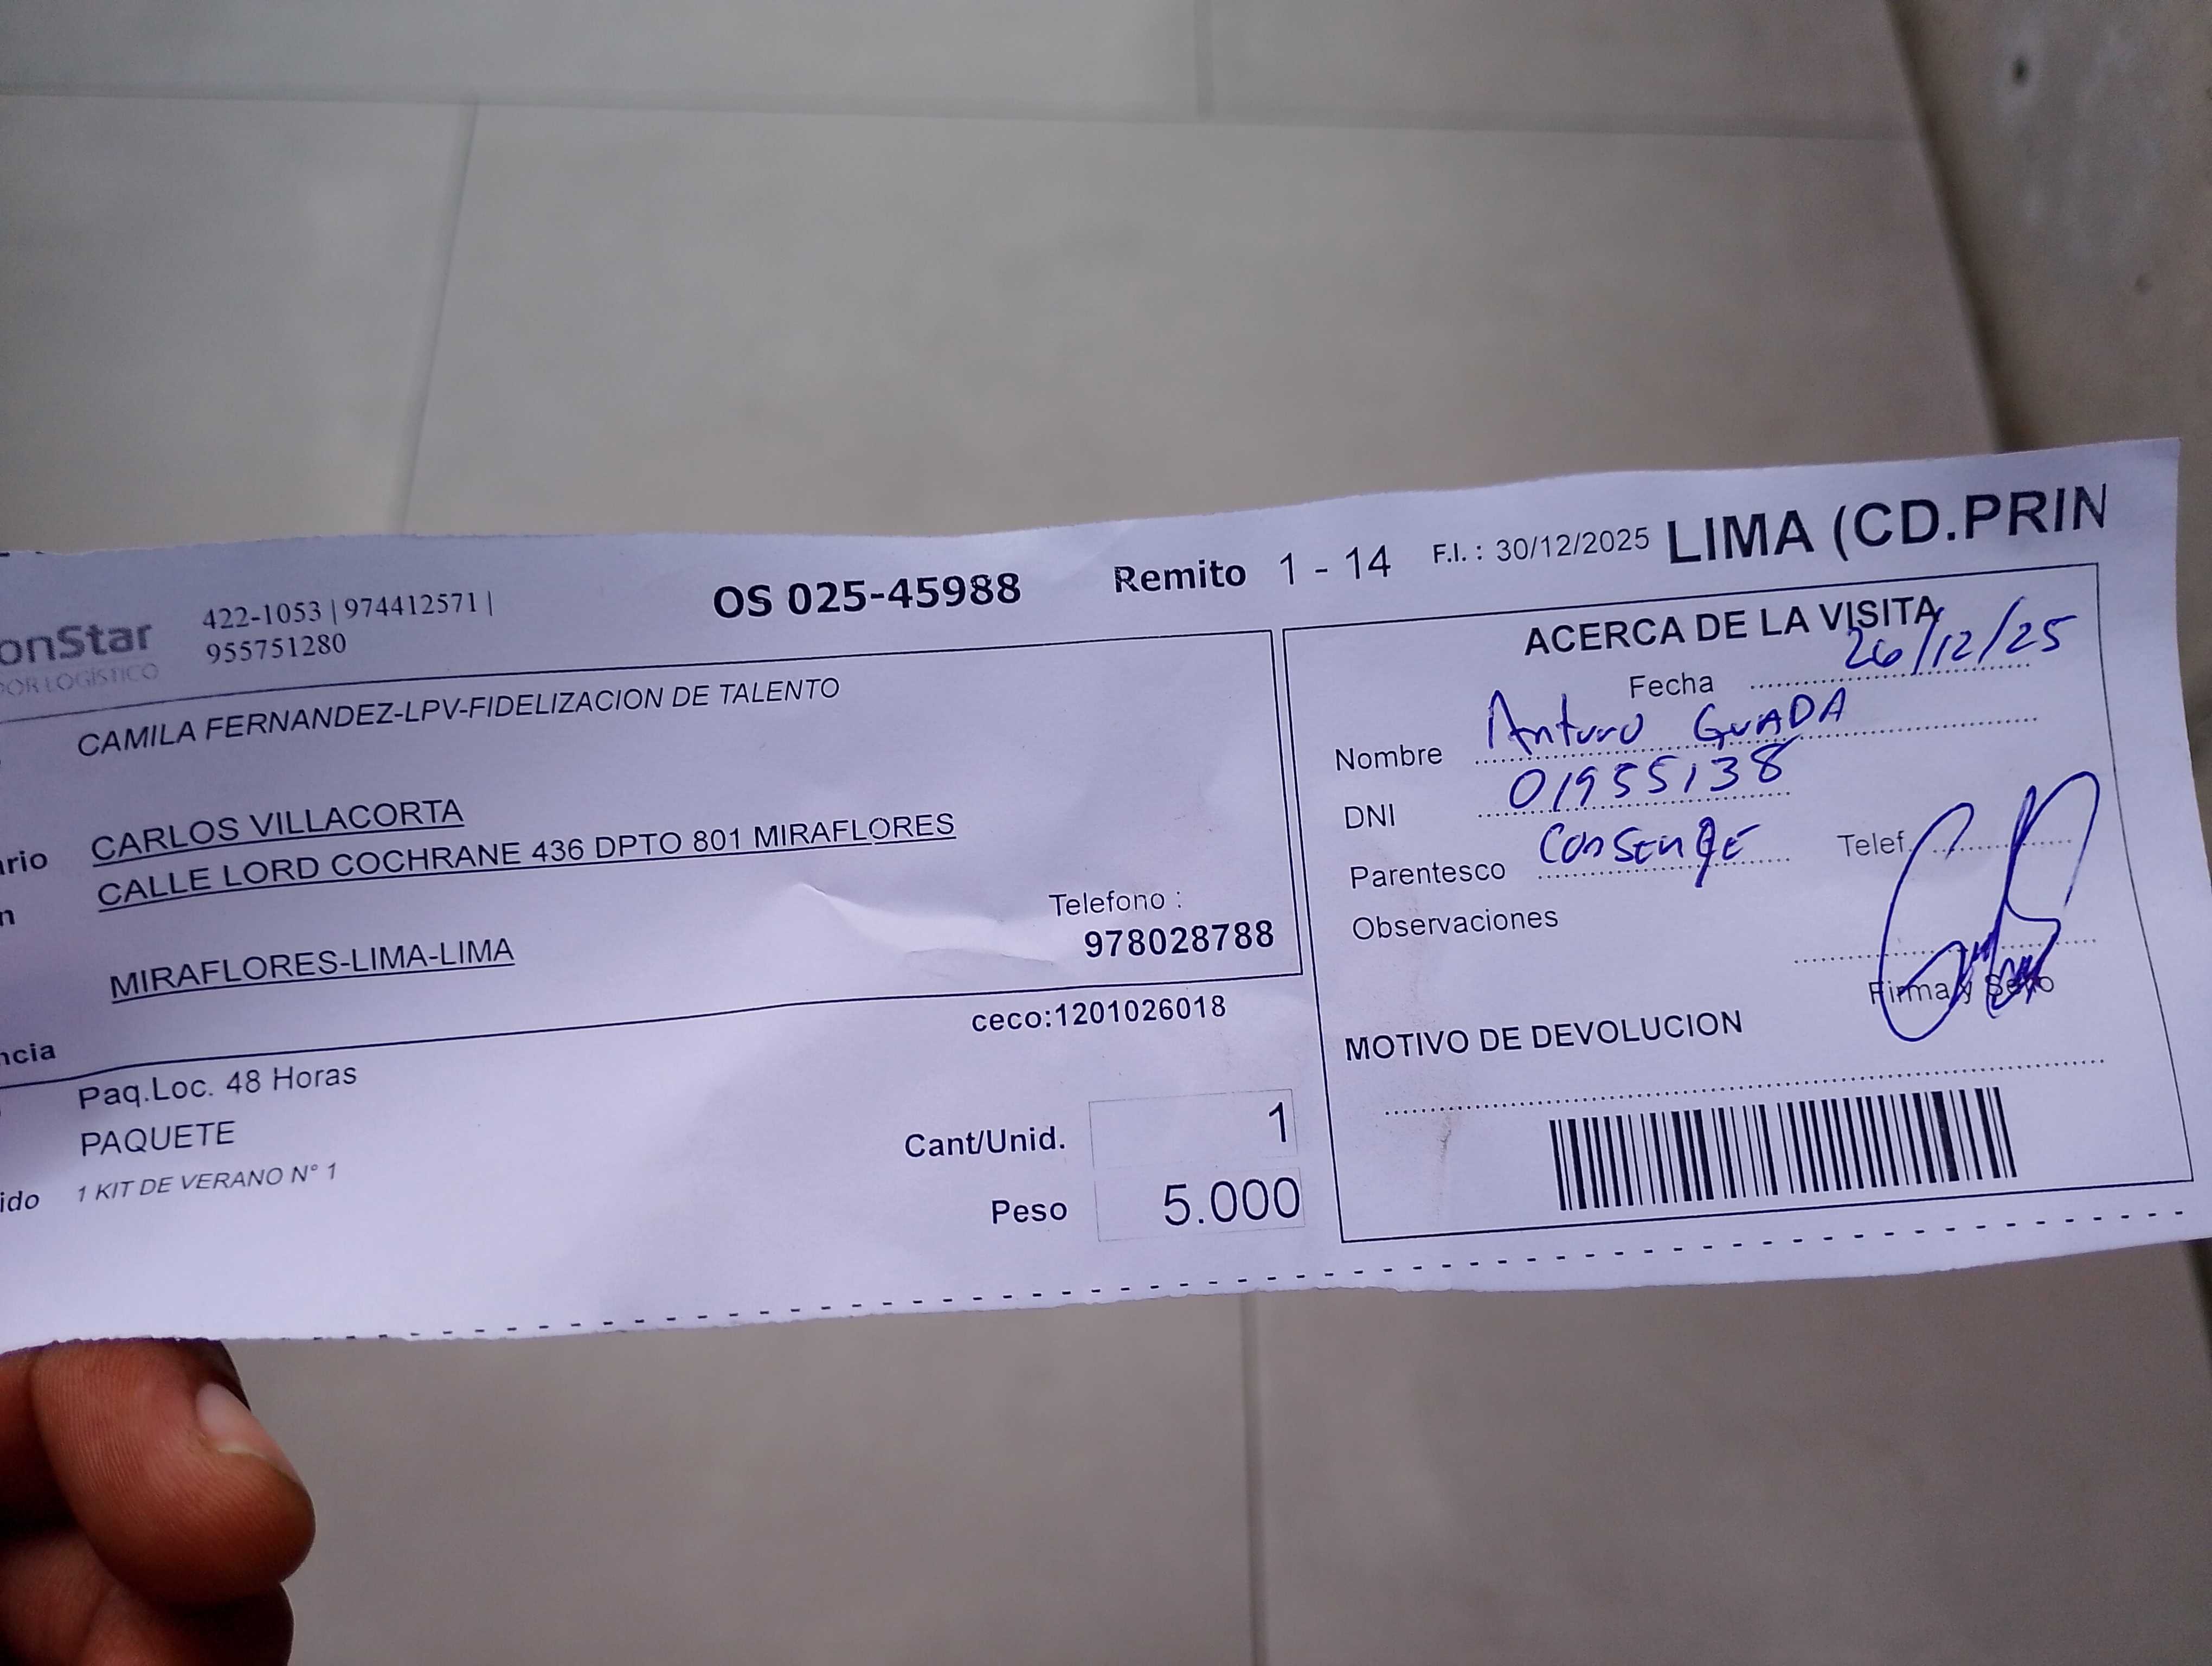 onStar
422-1053 | 974412571 |
955751280
OS 025-45988
Remito 1 - 14
F.I. : 30/12/2025
LIMA (CD.PRIN
OR LOGÍSTICO
CAMILA FERNANDEZ-LPV-FIDELIZACION DE TALENTO
rio CARLOS VILLACORTA
n CALLE LORD COCHRANE 436 DPTO 801 MIRAFLORES
MIRAFLORES-LIMA-LIMA
Telefono :
978028788
ncia
ceco:1201026018
Paq.Loc. 48 Horas
PAQUETE
ido 1 KIT DE VERANO N° 1
Cant/Unid. 1
Peso 5.000
ACERCA DE LA VISITA
Fecha 26/12/25
Nombre Arturo GUADA
DNI 01955138
Parentesco Telef.
Observaciones
Firma y Sello
MOTIVO DE DEVOLUCION